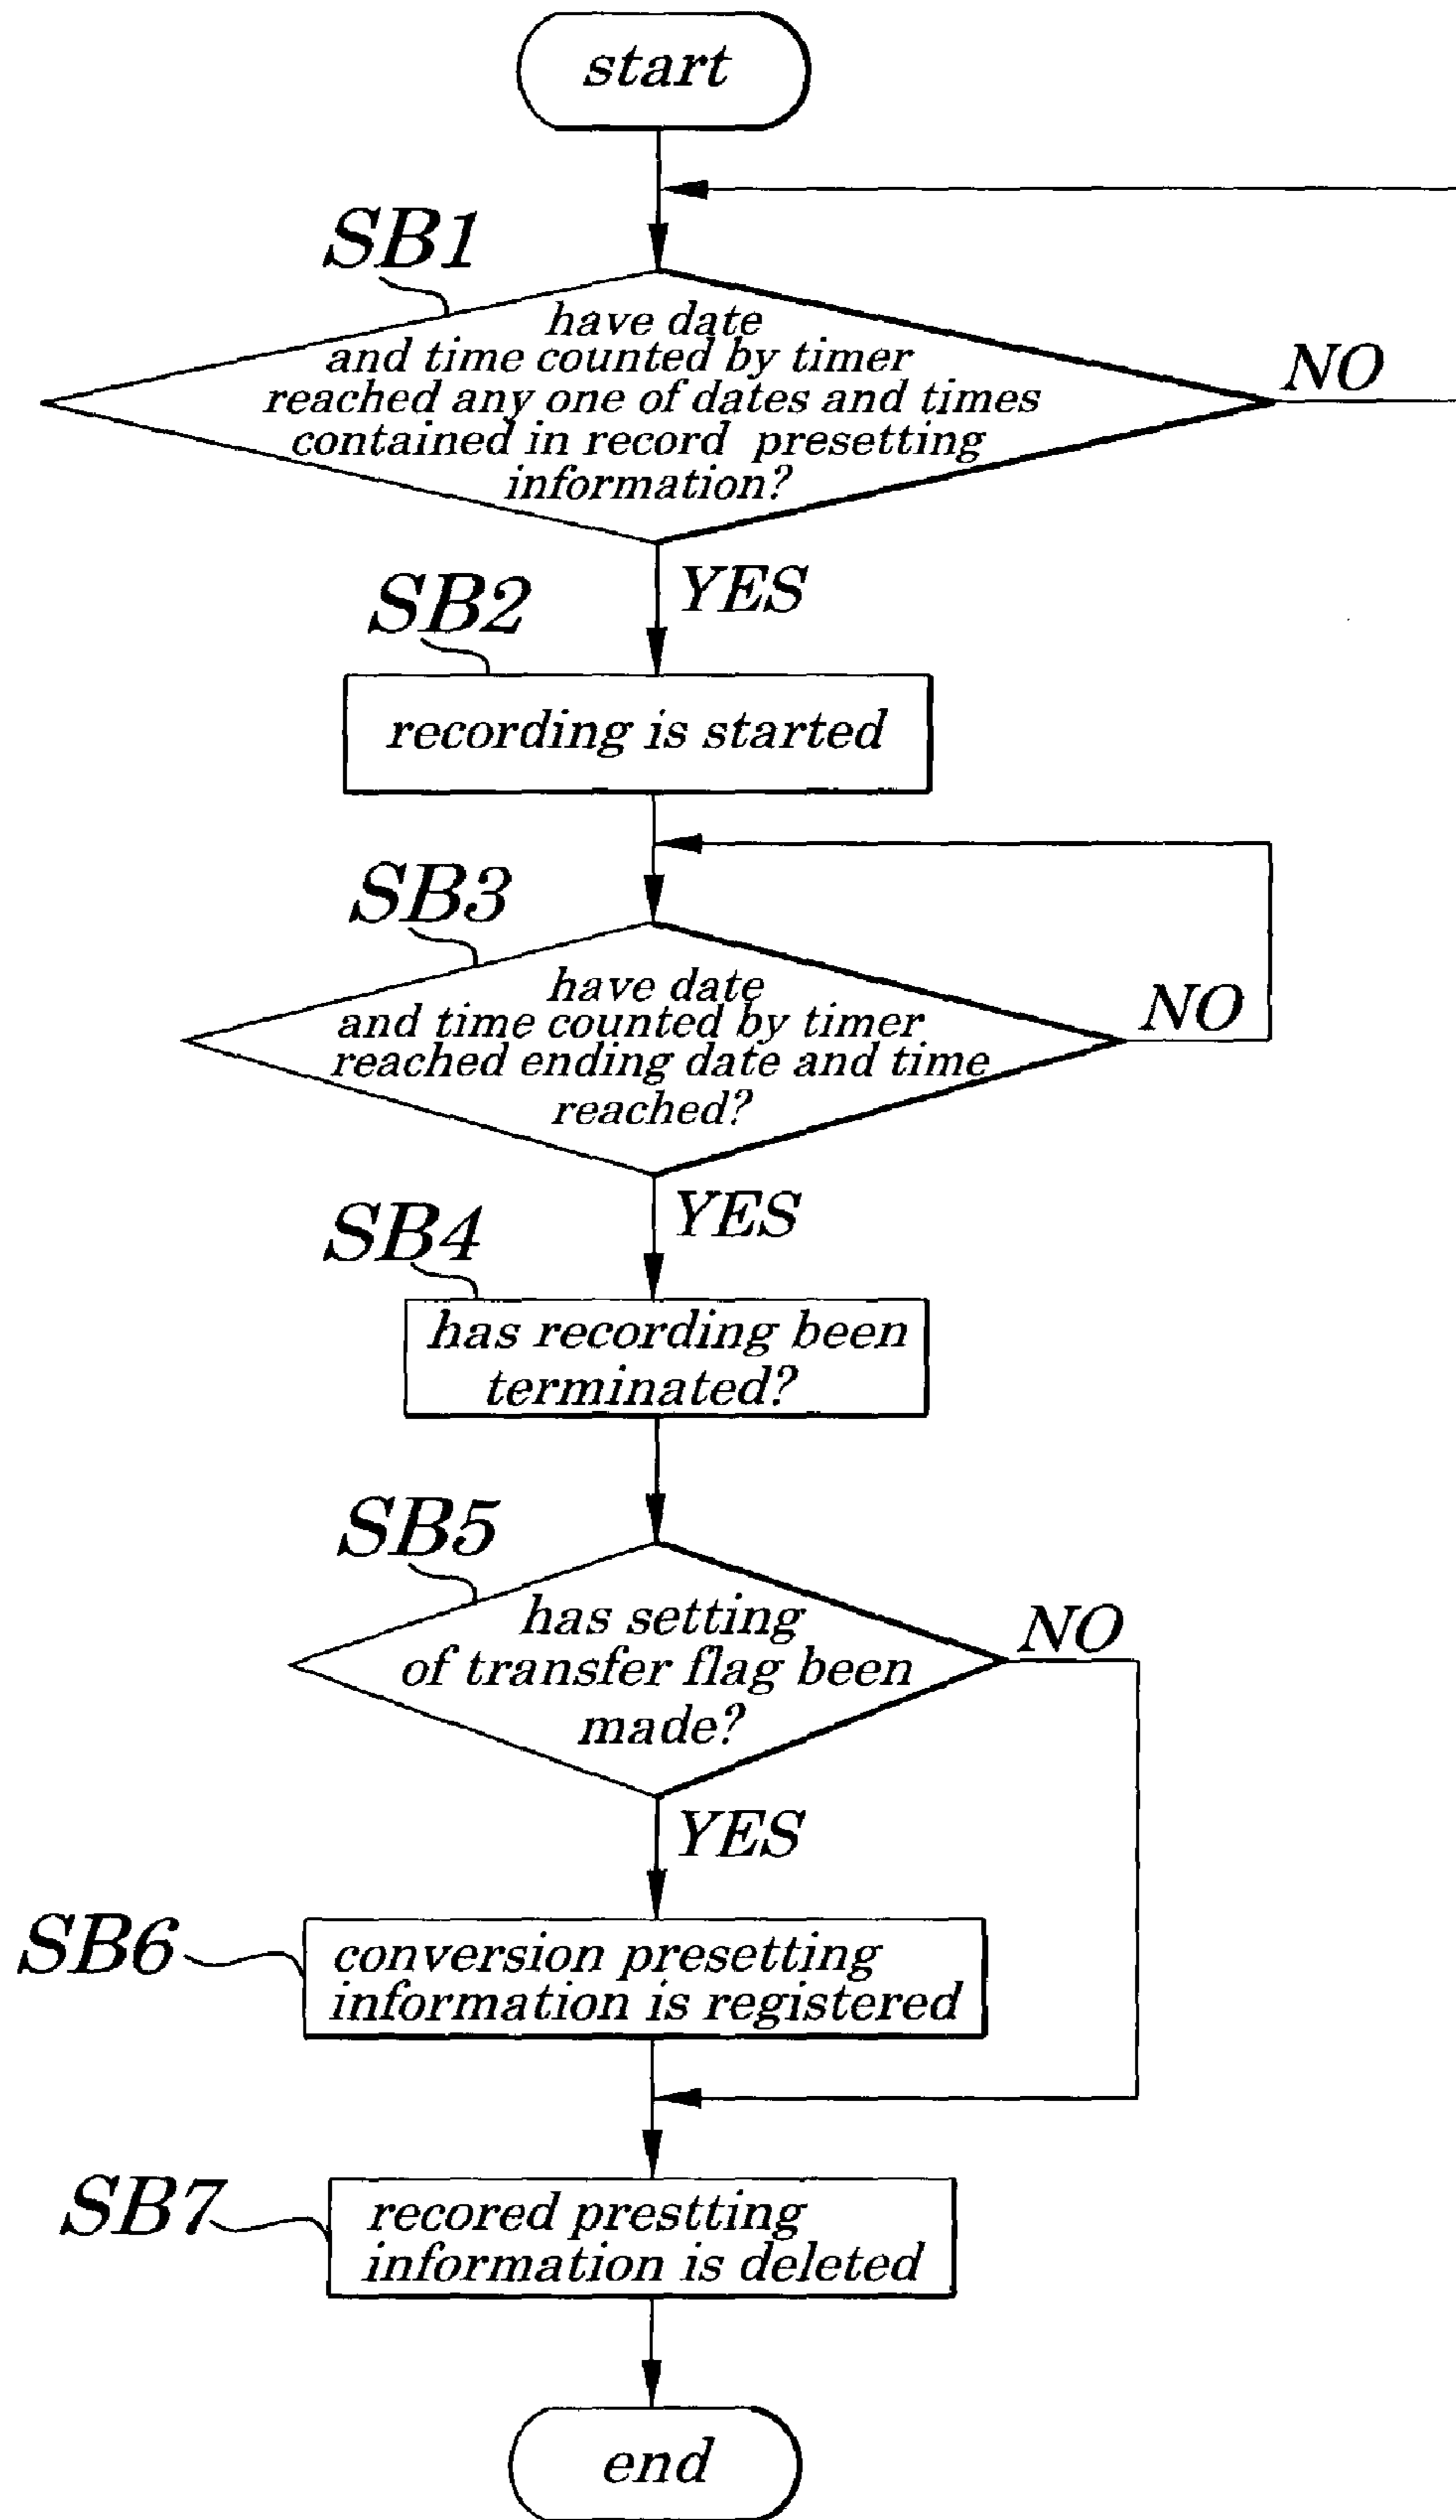 start
SB1
have date
and time counted by timer
reached any one of dates and times
contained in record presetting
information?
NO
YES
SB2
recording is started
SB3
have date
and time counted by timer
reached ending date and time
reached?
NO
YES
SB4
has recording been
terminated?
SB5
has setting
of transfer flag been
made?
NO
YES
SB6
conversion presetting
information is registered
SB7
recored prestting
information is deleted
end